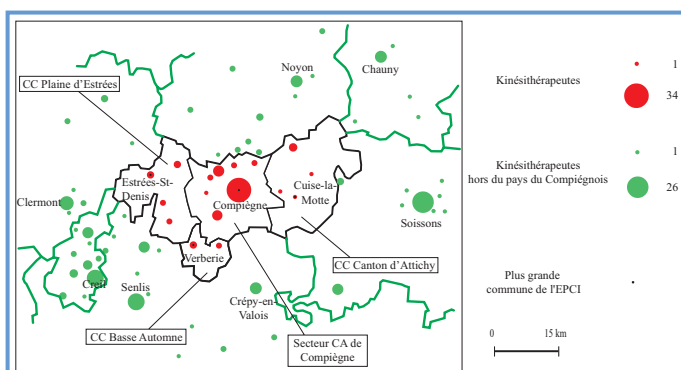 Noyon
Chauny
CC Plaine d'Estrées
Estrées-St-
Denis
Clermont
Compiègne
Cuise-la-
Motte
Soissons
Verberie
CC Canton d'Attichy
Creil
Senlis
Crépy-en-
Valois
CC Basse Automne
Secteur CA de
Compiègne
Kinésithérapeutes
1
34
Kinésithérapeutes
hors du pays du Compiégnois
1
26
Plus grande
commune de l'EPCI
0
15 km